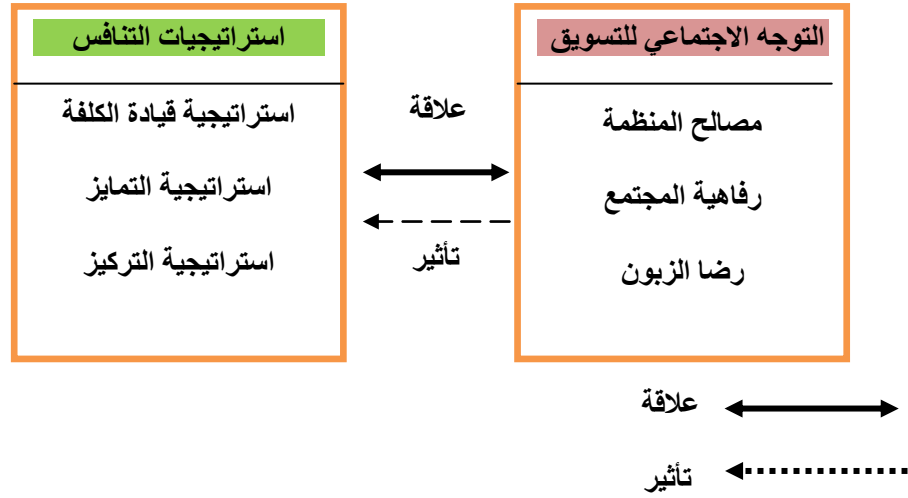 التوجه الاجتماعي للتسويق
مصالح المنظمة
رفاهية المجتمع
رضا الزبون
علاقة
تأثير
استراتيجيات التنافس
استراتيجية قيادة الكلفة
استراتيجية التمايز
استراتيجية التركيز
علاقة
تأثير